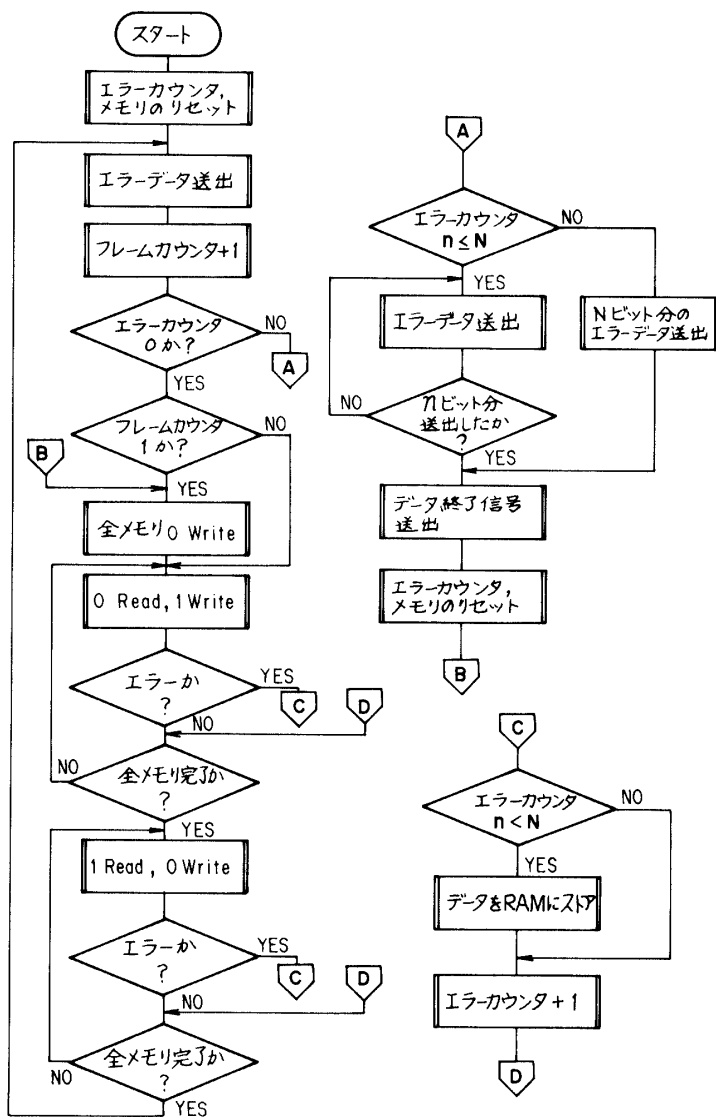 スタート
エラーカウンタ,
メモリのリセット
エラーデータ送出
フレームカウンタ+1
エラーカウンタ
0か?
NO
A
YES
フレームカウンタ
1か?
NO
B
YES
全メモリ 0 Write
0 Read, 1 Write
エラーか
?
YES
C
D
NO
全メモリ完了か
?
NO
YES
1 Read, 0 Write
エラーか
?
YES
C
D
NO
全メモリ完了か
?
NO
YES
A
エラーカウンタ
n≤N
NO
YES
エラーデータ送出
Nビット分の
エラーデータ送出
nビット分
送出したか
?
NO
YES
データ終了信号
送出
エラーカウンタ,
メモリのリセット
B
C
エラーカウンタ
n<N
NO
YES
データをRAMにストア
エラーカウンタ+1
D